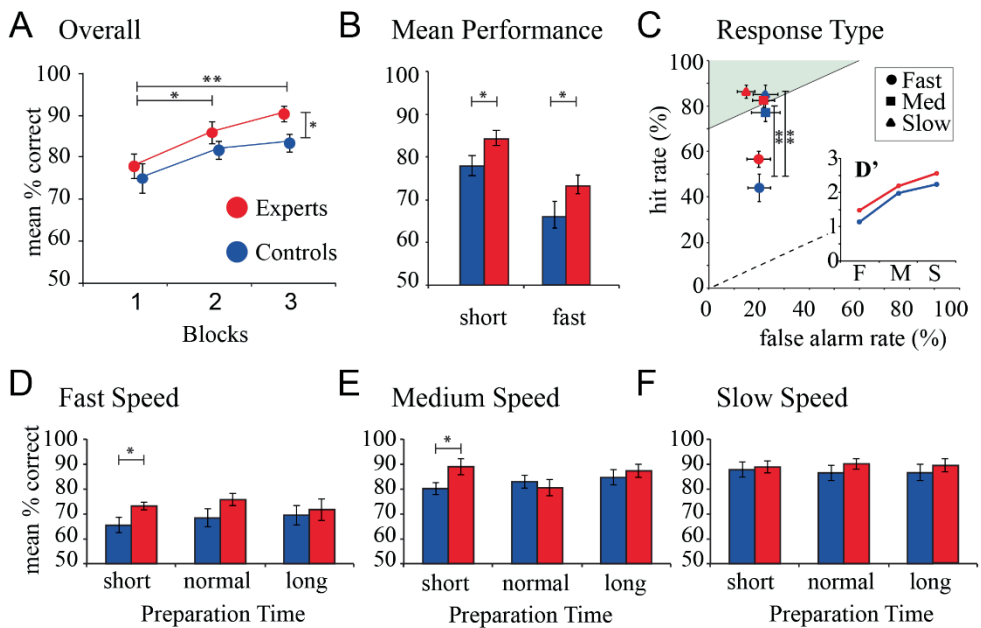 A Overall
mean % correct
100
90
80
70
60
50
**
*
*
Experts
Controls
1 2 3
Blocks
B Mean Performance
100
90
80
70
60
50
* *
short fast
C Response Type
hit rate (%)
100
80
60
40
20
0
Fast
Med
Slow
**
**
D’
3
2
1
0
F M S
0 20 40 60 80 100
false alarm rate (%)
D Fast Speed
mean % correct
100
90
80
70
60
50
*
short normal long
Preparation Time
E Medium Speed
100
90
80
70
60
50
*
short normal long
Preparation Time
F Slow Speed
100
90
80
70
60
50
short normal long
Preparation Time